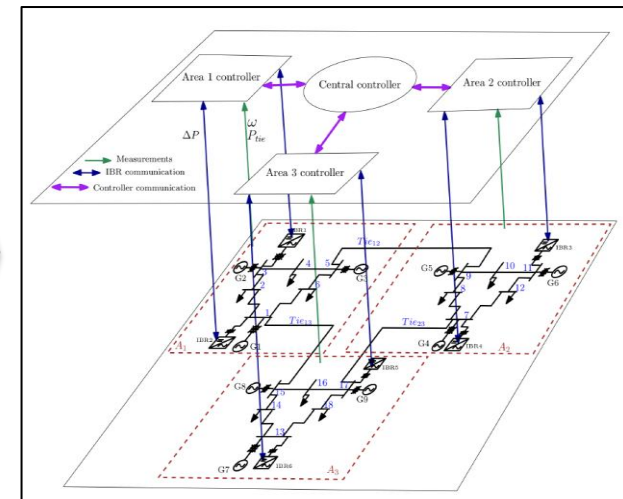 Area 1 controller
Central controller
Area 2 controller
ΔP
ω
P_tie
Measurements
IBR communication
Controller communication
Area 3 controller
IBR1
Tie₁₂
IBR3
G2
3
4
5
G3
G5
9
10
11
G6
2
6
8
12
1
Tie₁₃
Tie₂₃
7
IBR2
G1
A₁
G4
IBR4
A₂
IBR5
G8
15
16
17
G9
14
18
13
G7
IBR6
A₃